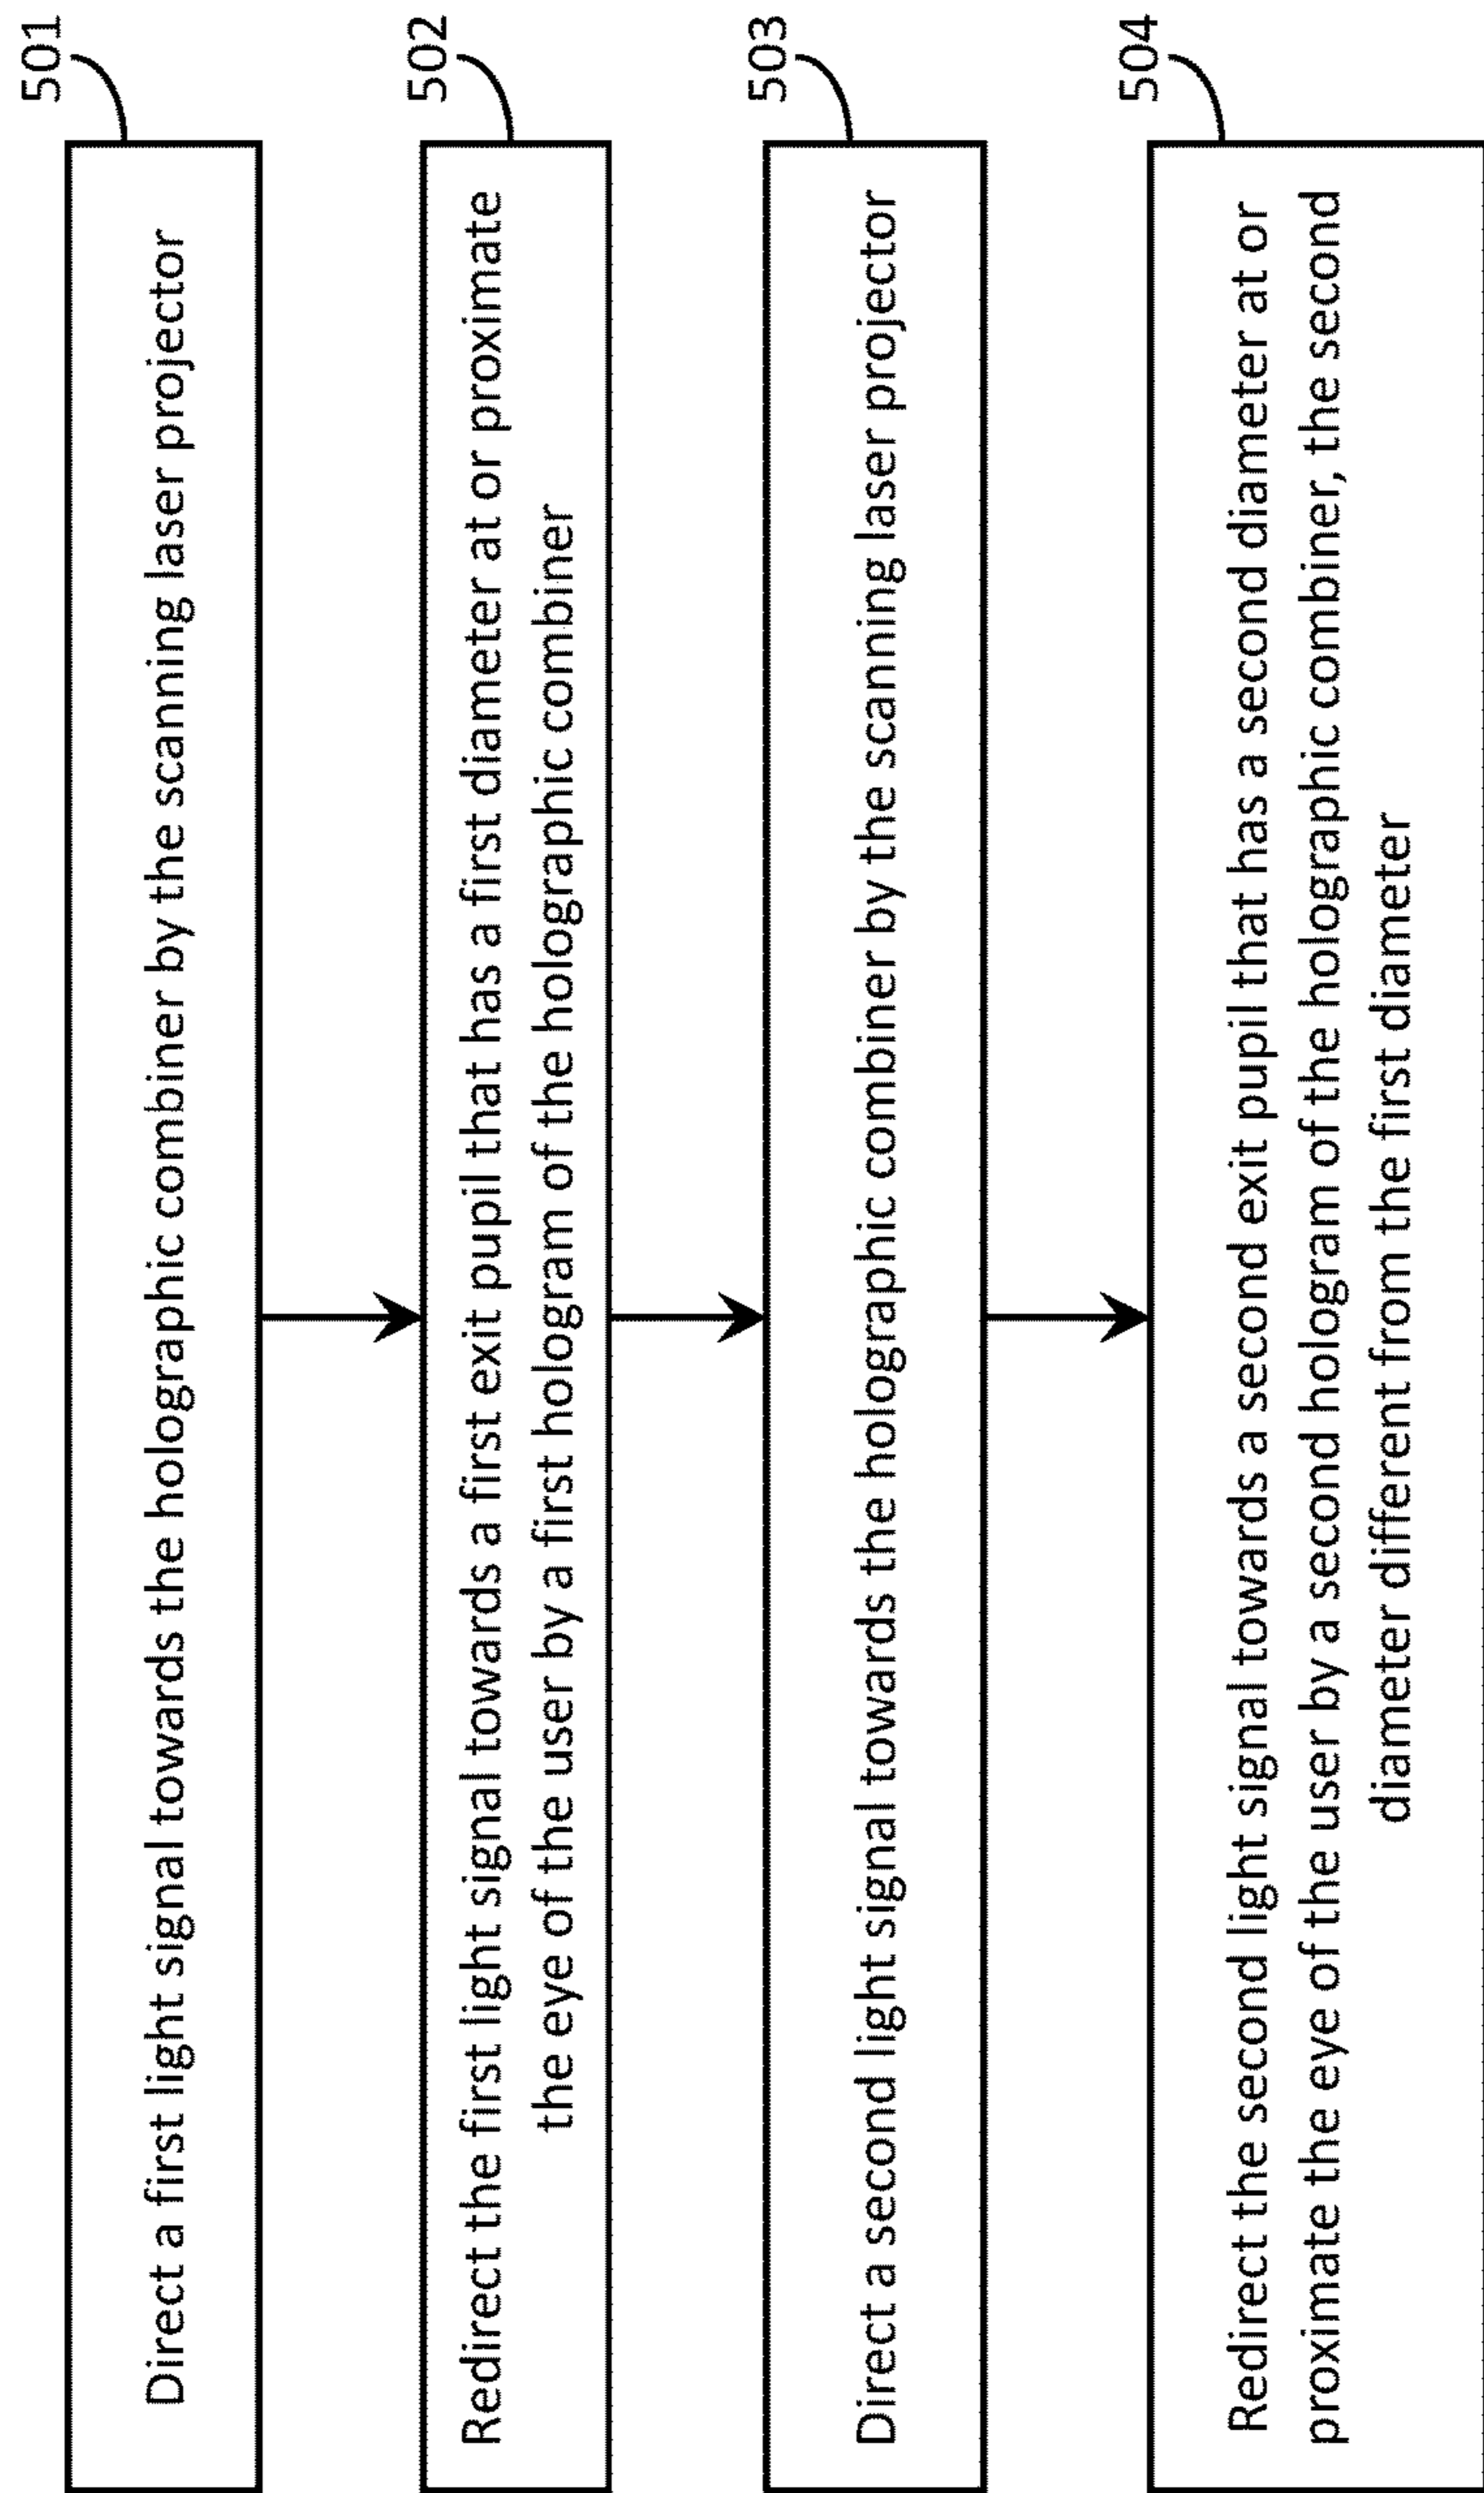 501
Direct a first light signal towards the holographic combiner by the scanning laser projector
502
Redirect the first light signal towards a first exit pupil that has a first diameter at or proximate
the eye of the user by a first hologram of the holographic combiner
503
Direct a second light signal towards the holographic combiner by the scanning laser projector
504
Redirect the second light signal towards a second exit pupil that has a second diameter at or
proximate the eye of the user by a second hologram of the holographic combiner, the second
diameter different from the first diameter